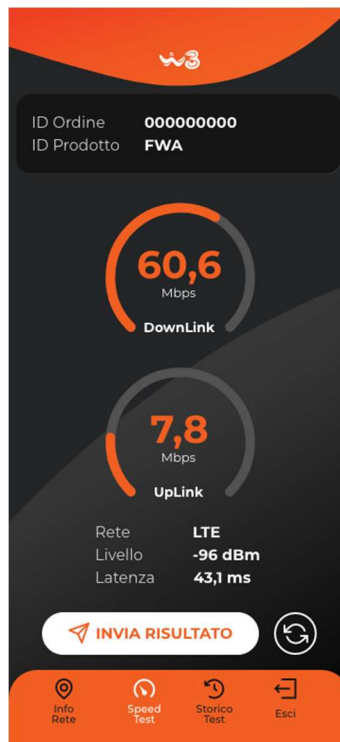 W3
ID Ordine 000000000
ID Prodotto FWA
60,6
Mbps
DownLink
7,8
Mbps
UpLink
Rete LTE
Livello -96 dBm
Latenza 43,1 ms
INVIA RISULTATO
Info Rete
Speed Test
Storico Test
Esci